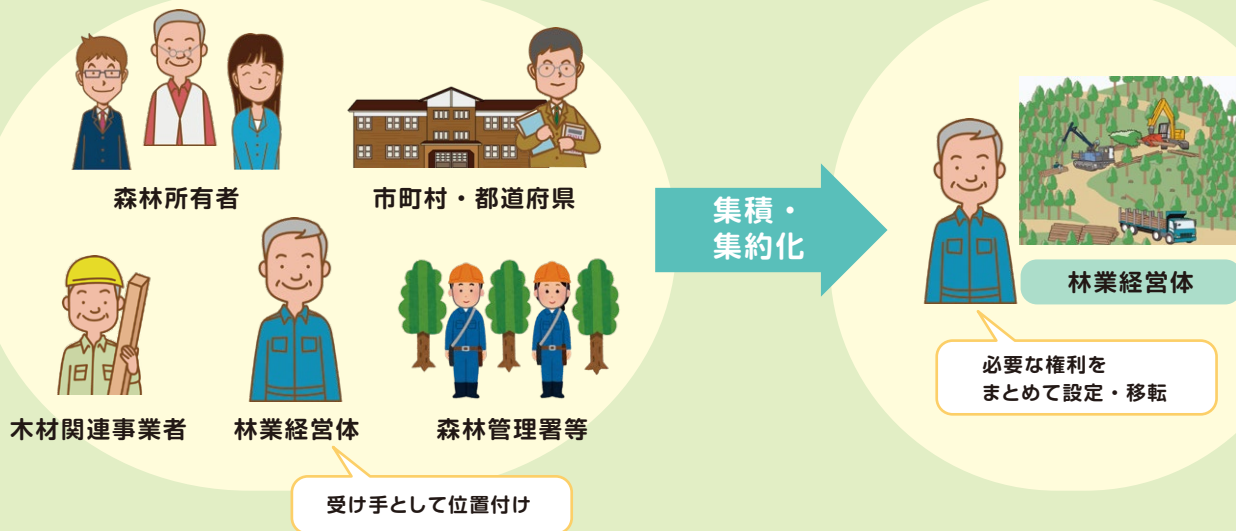 森林所有者
市町村・都道府県
木材関連事業者
林業経営体
森林管理署等
受け手として位置付け
集積・
集約化
林業経営体
必要な権利を
まとめて設定・移転